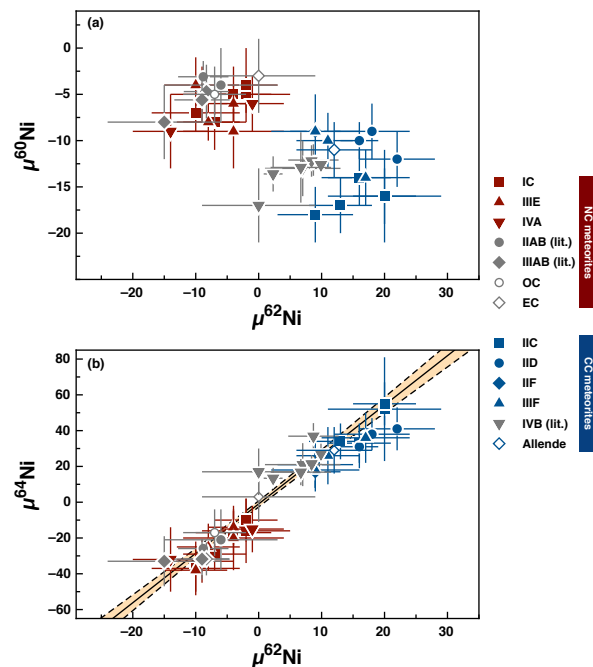 (a)
0
−5
−10
−15
−20
μ60Ni
−20 −10 0 10 20 30
μ62Ni
IC
IIIE
IVA
IIAB (lit.)
IIIAB (lit.)
OC
EC
NC meteorites
IIC
IID
IIF
IIIF
IVB (lit.)
Allende
CC meteorites
(b)
80
60
40
20
0
−20
−40
−60
μ64Ni
−20 −10 0 10 20 30
μ62Ni